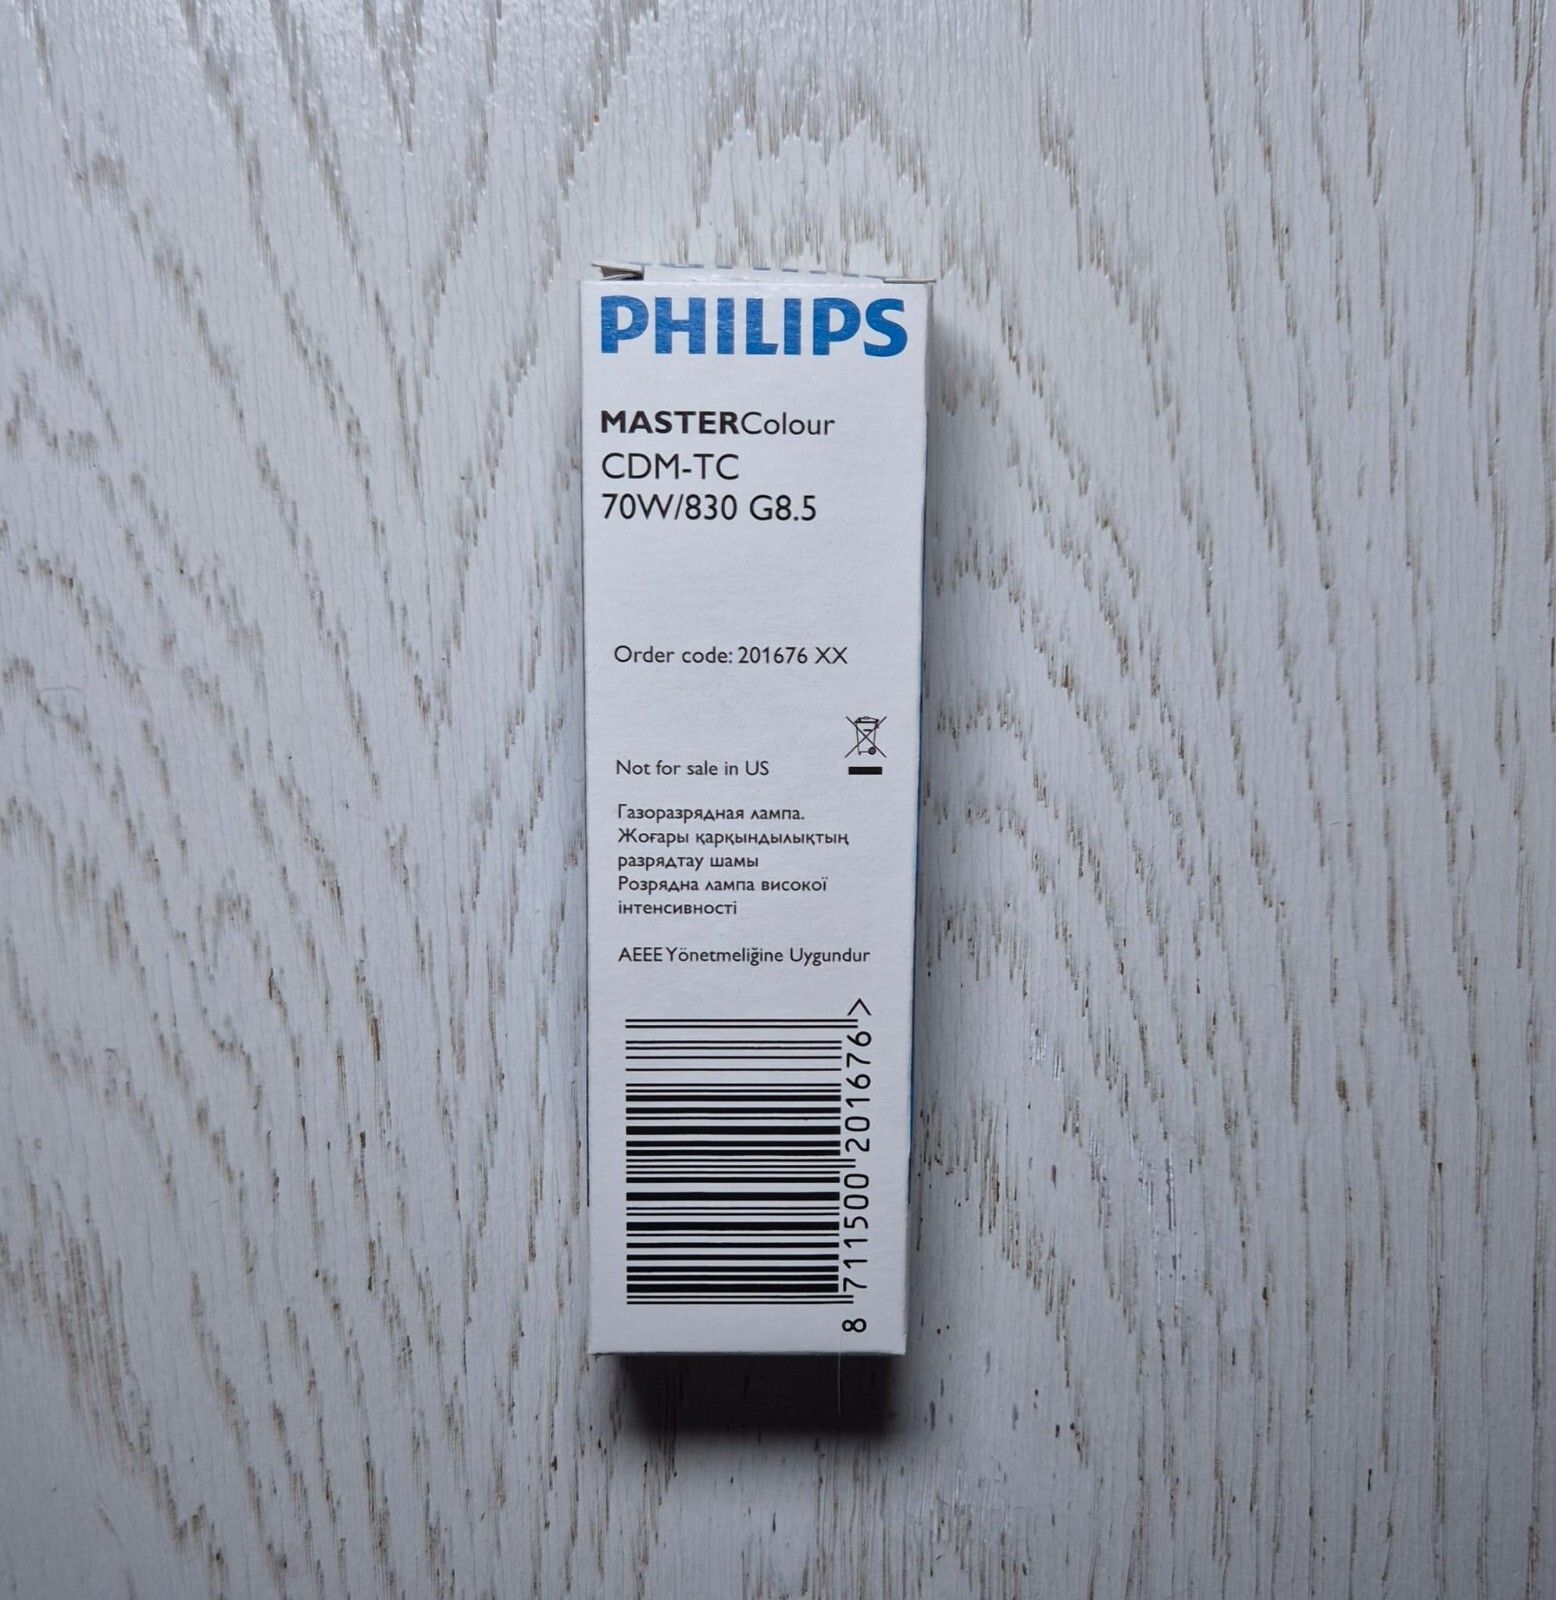 PHILIPS
MASTERColour
CDM-TC
70W/830 G8.5
Order code: 201676 XX
Not for sale in US
Газоразрядная лампа.
Жоғары қарқындылықтың
разрядтау шамы
Розрядна лампа високої
інтенсивності
AEEE Yönetmeliğine Uygundur
8 711500 201676 >